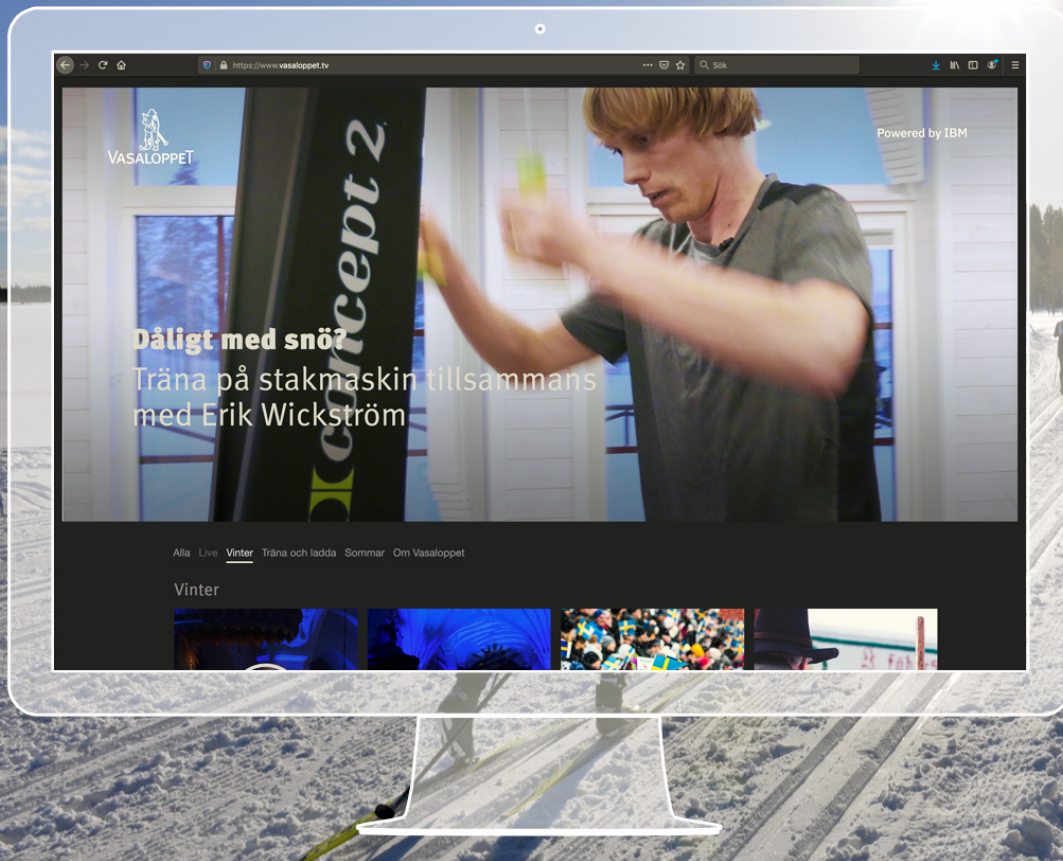 https://www.vasaloppet.tv
Sök
VASALOPPET
Powered by IBM
concept 2
Dåligt med snö?
Träna på stakmaskin tillsammans
med Erik Wickström
Alla Live Vinter Träna och ladda Sommar Om Vasaloppet
Vinter